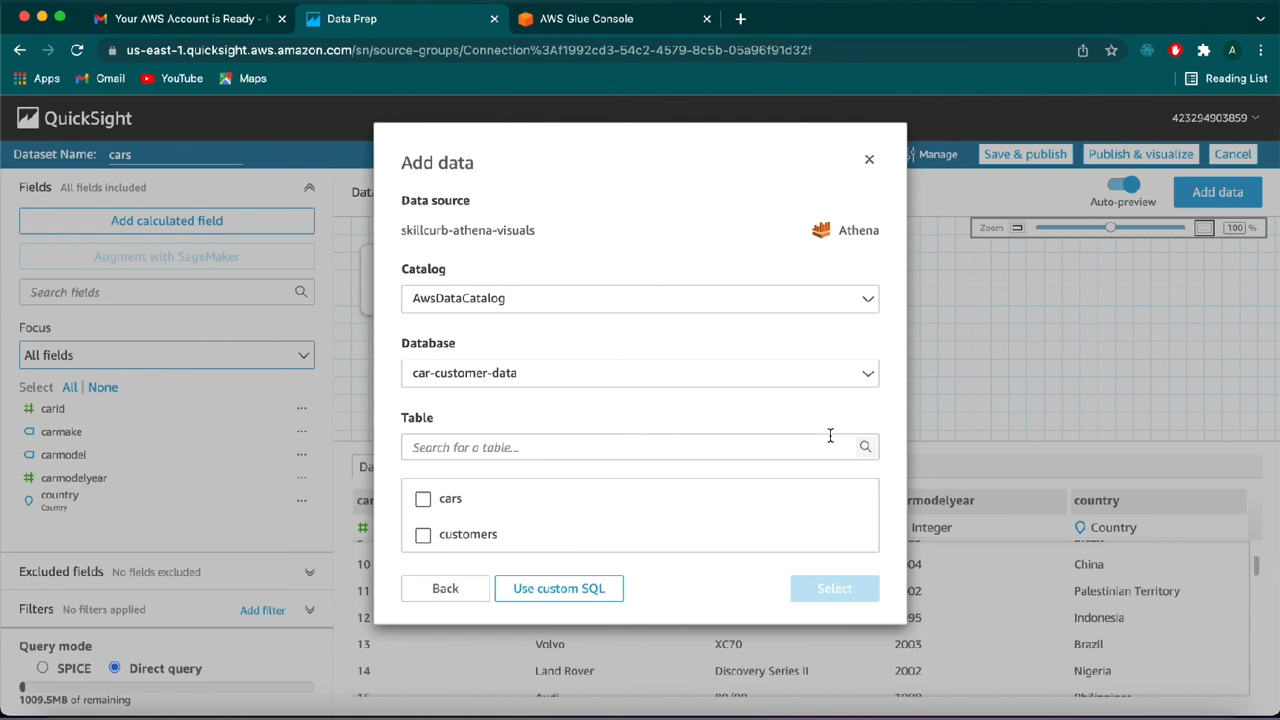 Your AWS Account is Ready -
Data Prep
AWS Glue Console
us-east-1.quicksight.aws.amazon.com/sn/source-groups/Connection%3Af1992cd3-54c2-4579-8c5b-05a96f91d32f
A
Apps
Gmail
YouTube
Maps
Reading List
QuickSight
423294903859
Dataset Name: cars
Manage
Save & publish
Publish & visualize
Cancel
Fields All fields included
Add calculated field
Augment with SageMaker
Search fields
Focus
All fields
Select All | None
carid
carmake
carmodel
carmodelyear
country
Country
Excluded fields No fields excluded
Filters No filters applied Add filter
Query mode
SPICE Direct query
1009.5MB of remaining
Auto-preview
Add data
Zoom 100 %
Add data
Data source
skillcurb-athena-visuals
Athena
Catalog
AwsDataCatalog
Database
car-customer-data
Table
Search for a table...
cars
customers
Back
Use custom SQL
Select
country
Integer
Country
10 China
11 Palestinian Territory
12 Indonesia
13 Volvo XC70 2003 Brazil
14 Land Rover Discovery Series II 2002 Nigeria